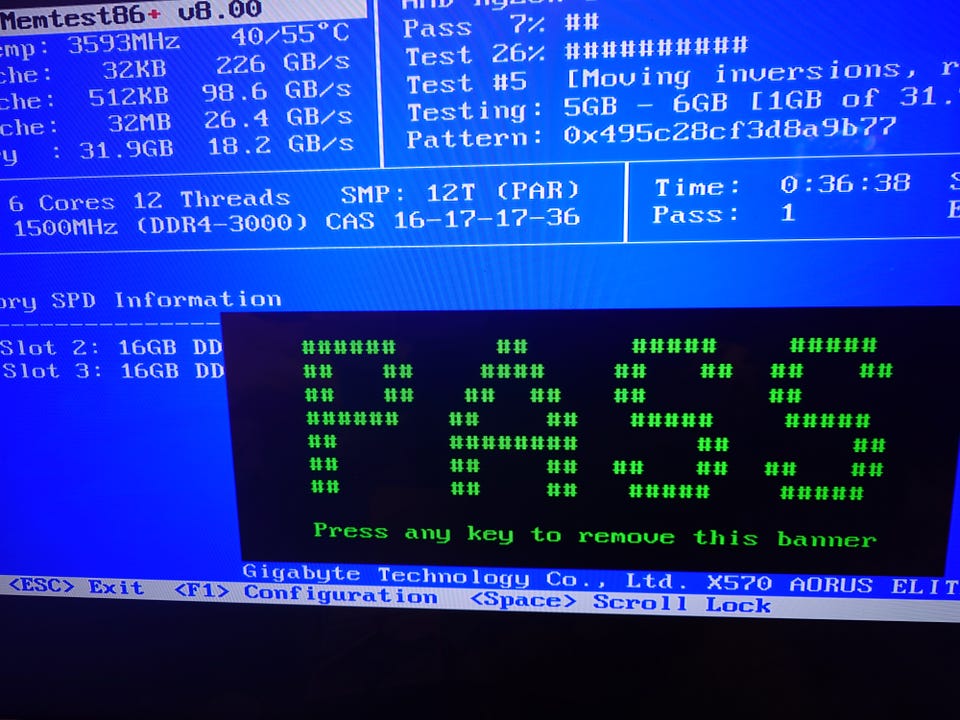 Memtest86+ v8.00
emp: 3593MHz 40/55°C
che: 32KB 226 GB/s
che: 512KB 98.6 GB/s
che: 32MB 26.4 GB/s
y : 31.9GB 18.2 GB/s
Pass 7% ##
Test 26% ##########
Test #5 [Moving inversions, r
Testing: 5GB - 6GB [1GB of 31.
Pattern: 0x495c28cf3d8a9b77
6 Cores 12 Threads SMP: 12T (PAR)
1500MHz (DDR4-3000) CAS 16-17-17-36
Time: 0:36:38
Pass: 1
ory SPD Information
Slot 2: 16GB DD
Slot 3: 16GB DD
PASS
Press any key to remove this banner
Gigabyte Technology Co., Ltd. X570 AORUS ELIT
<ESC> Exit <F1> Configuration <Space> Scroll Lock